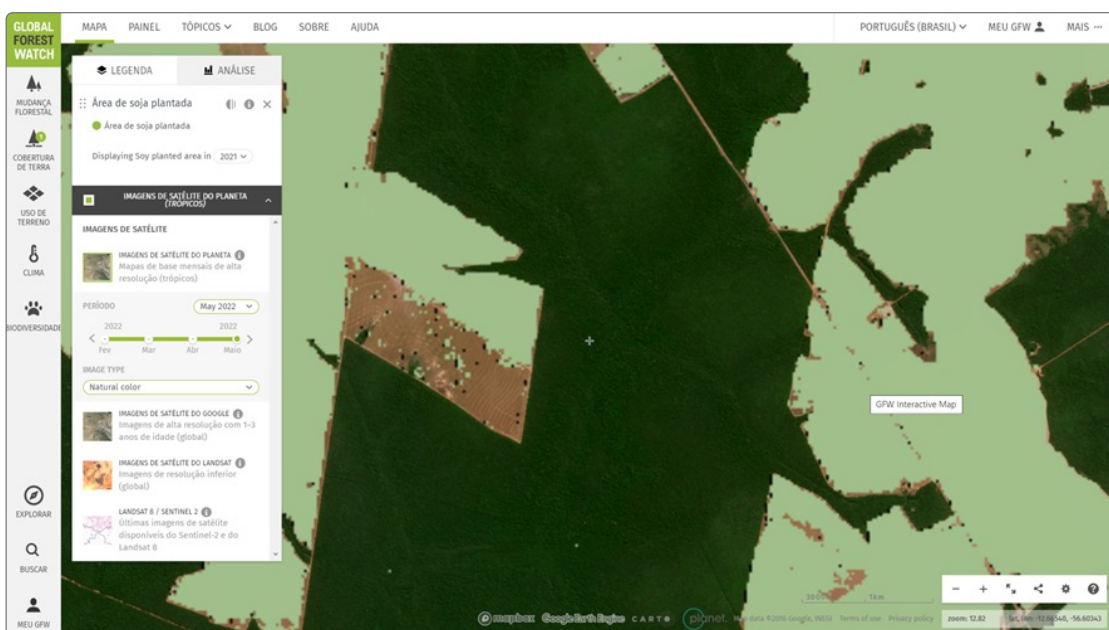 GLOBAL
FOREST
WATCH
MAPA
PAINEL
TÓPICOS
BLOG
SOBRE
AJUDA
PORTUGUÊS (BRASIL)
MEU GFW
MAIS
MUDANÇA
FLORESTAL
1
COBERTURA
DE TERRA
USO DE
TERRENO
CLIMA
BIODIVERSIDADE
EXPLORAR
BUSCAR
MEU GFW
LEGENDA
ANÁLISE
Área de soja plantada
Área de soja plantada
Displaying Soy planted area in 2021
IMAGENS DE SATÉLITE DO PLANETA
(TRÓPICOS)
IMAGENS DE SATÉLITE
IMAGENS DE SATÉLITE DO PLANETA
Mapas de base mensais de alta
resolução (trópicos)
PERÍODO
May 2022
2022
2022
Fev
Mar
Abr
Maio
IMAGE TYPE
Natural color
IMAGENS DE SATÉLITE DO GOOGLE
Imagens de alta resolução com 1-3
anos de idade (global)
IMAGENS DE SATÉLITE DO LANDSAT
Imagens de resolução inferior
(global)
LANDSAT 8 / SENTINEL 2
Últimas imagens de satélite
disponíveis do Sentinel-2 e do
Landsat 8
GFW Interactive Map
1km
mapbox
Google Earth Engine
CARTO
planet.
Map data ©2016 Google, INEGI
Terms of use
Privacy policy
zoom: 12.82